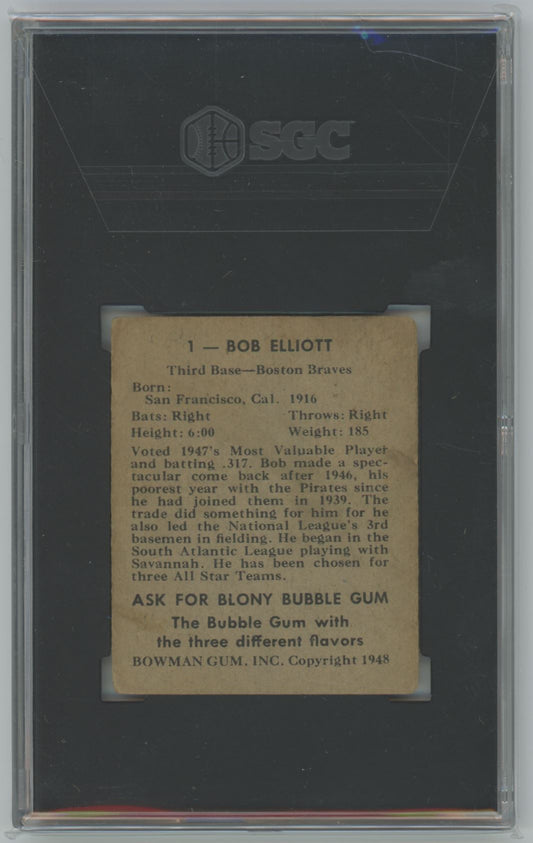 SGC
1 — BOB ELLIOTT
Third Base—Boston Braves
Born:
San Francisco, Cal. 1916
Bats: Right Throws: Right
Height: 6:00 Weight: 185
Voted 1947's Most Valuable Player
and batting .317. Bob made a spec-
tacular come back after 1946, his
poorest year with the Pirates since
he had joined them in 1939. The
trade did something for him for he
also led the National League's 3rd
basemen in fielding. He began in the
South Atlantic League playing with
Savannah. He has been chosen for
three All Star Teams.
ASK FOR BLONY BUBBLE GUM
The Bubble Gum with
the three different flavors
BOWMAN GUM, INC. Copyright 1948